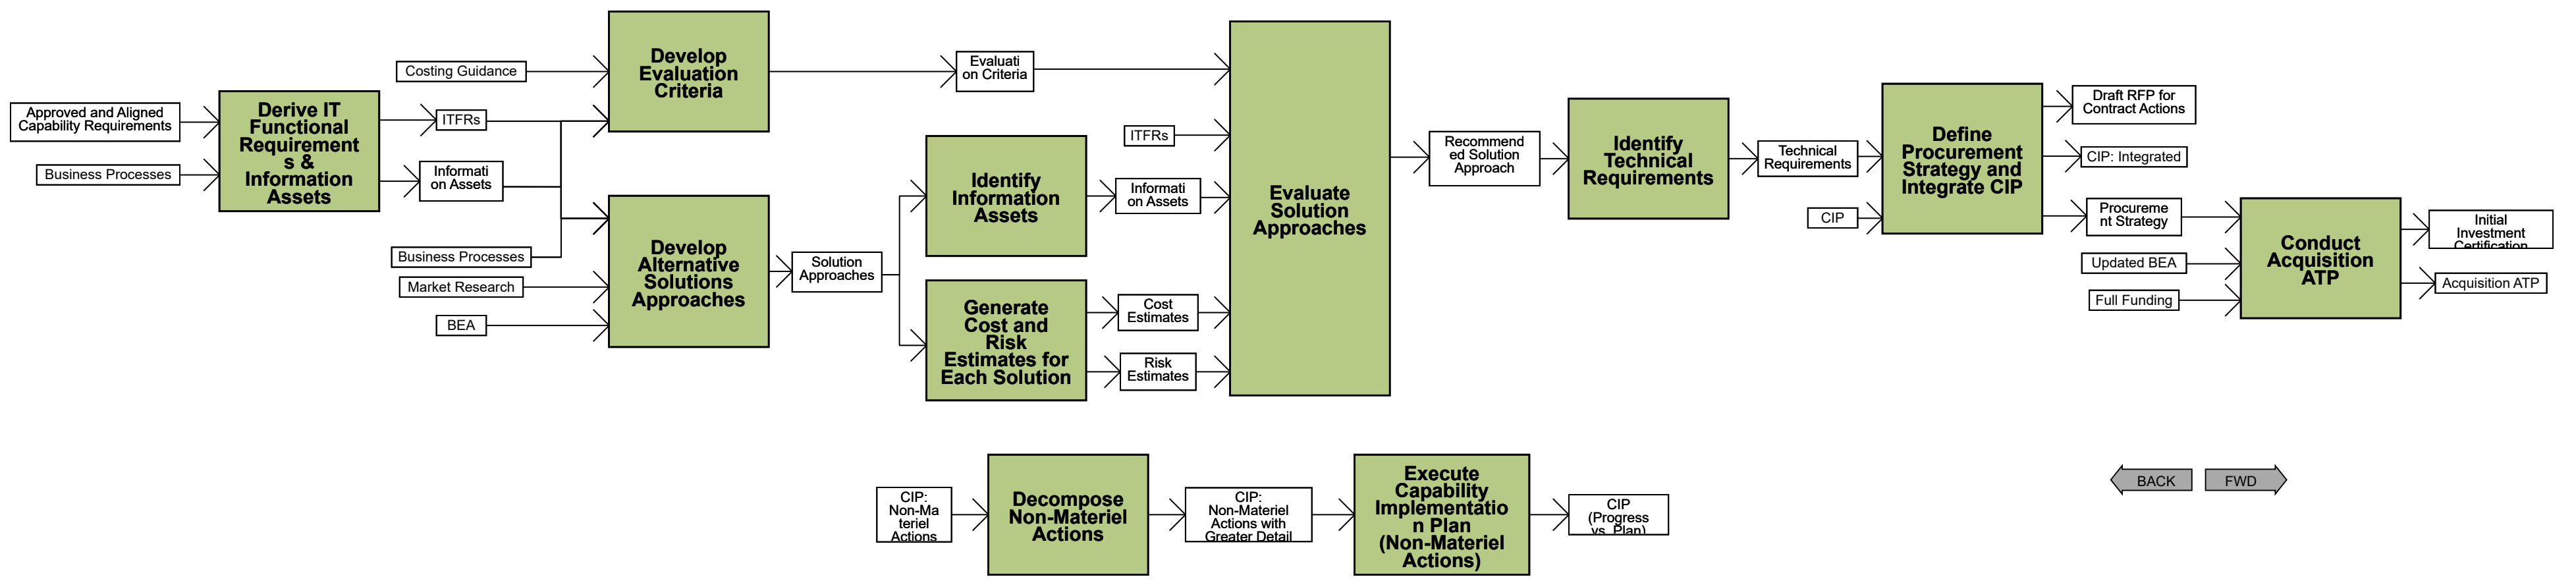 Approved and Aligned
Capability Requirements
Business Processes
Derive IT
Functional
Requirement
s &
Information
Assets
Costing Guidance
ITFRs
Informati
on Assets
Business Processes
Market Research
BEA
Develop
Evaluation
Criteria
Develop
Alternative
Solutions
Approaches
Solution
Approaches
Evaluati
on Criteria
Identify
Information
Assets
Generate
Cost and
Risk
Estimates for
Each Solution
ITFRs
Informati
on Assets
Cost
Estimates
Risk
Estimates
Evaluate
Solution
Approaches
Recommend
ed Solution
Approach
Identify
Technical
Requirements
Technical
Requirements
CIP
Define
Procurement
Strategy and
Integrate CIP
Draft RFP for
Contract Actions
CIP: Integrated
Procureme
nt Strategy
Updated BEA
Full Funding
Conduct
Acquisition
ATP
Initial
Investment
Certification
Acquisition ATP
CIP:
Non-Ma
teriel
Actions
Decompose
Non-Materiel
Actions
CIP:
Non-Materiel
Actions with
Greater Detail
Execute
Capability
Implementatio
n Plan
(Non-Materiel
Actions)
CIP
(Progress
vs. Plan)
BACK
FWD